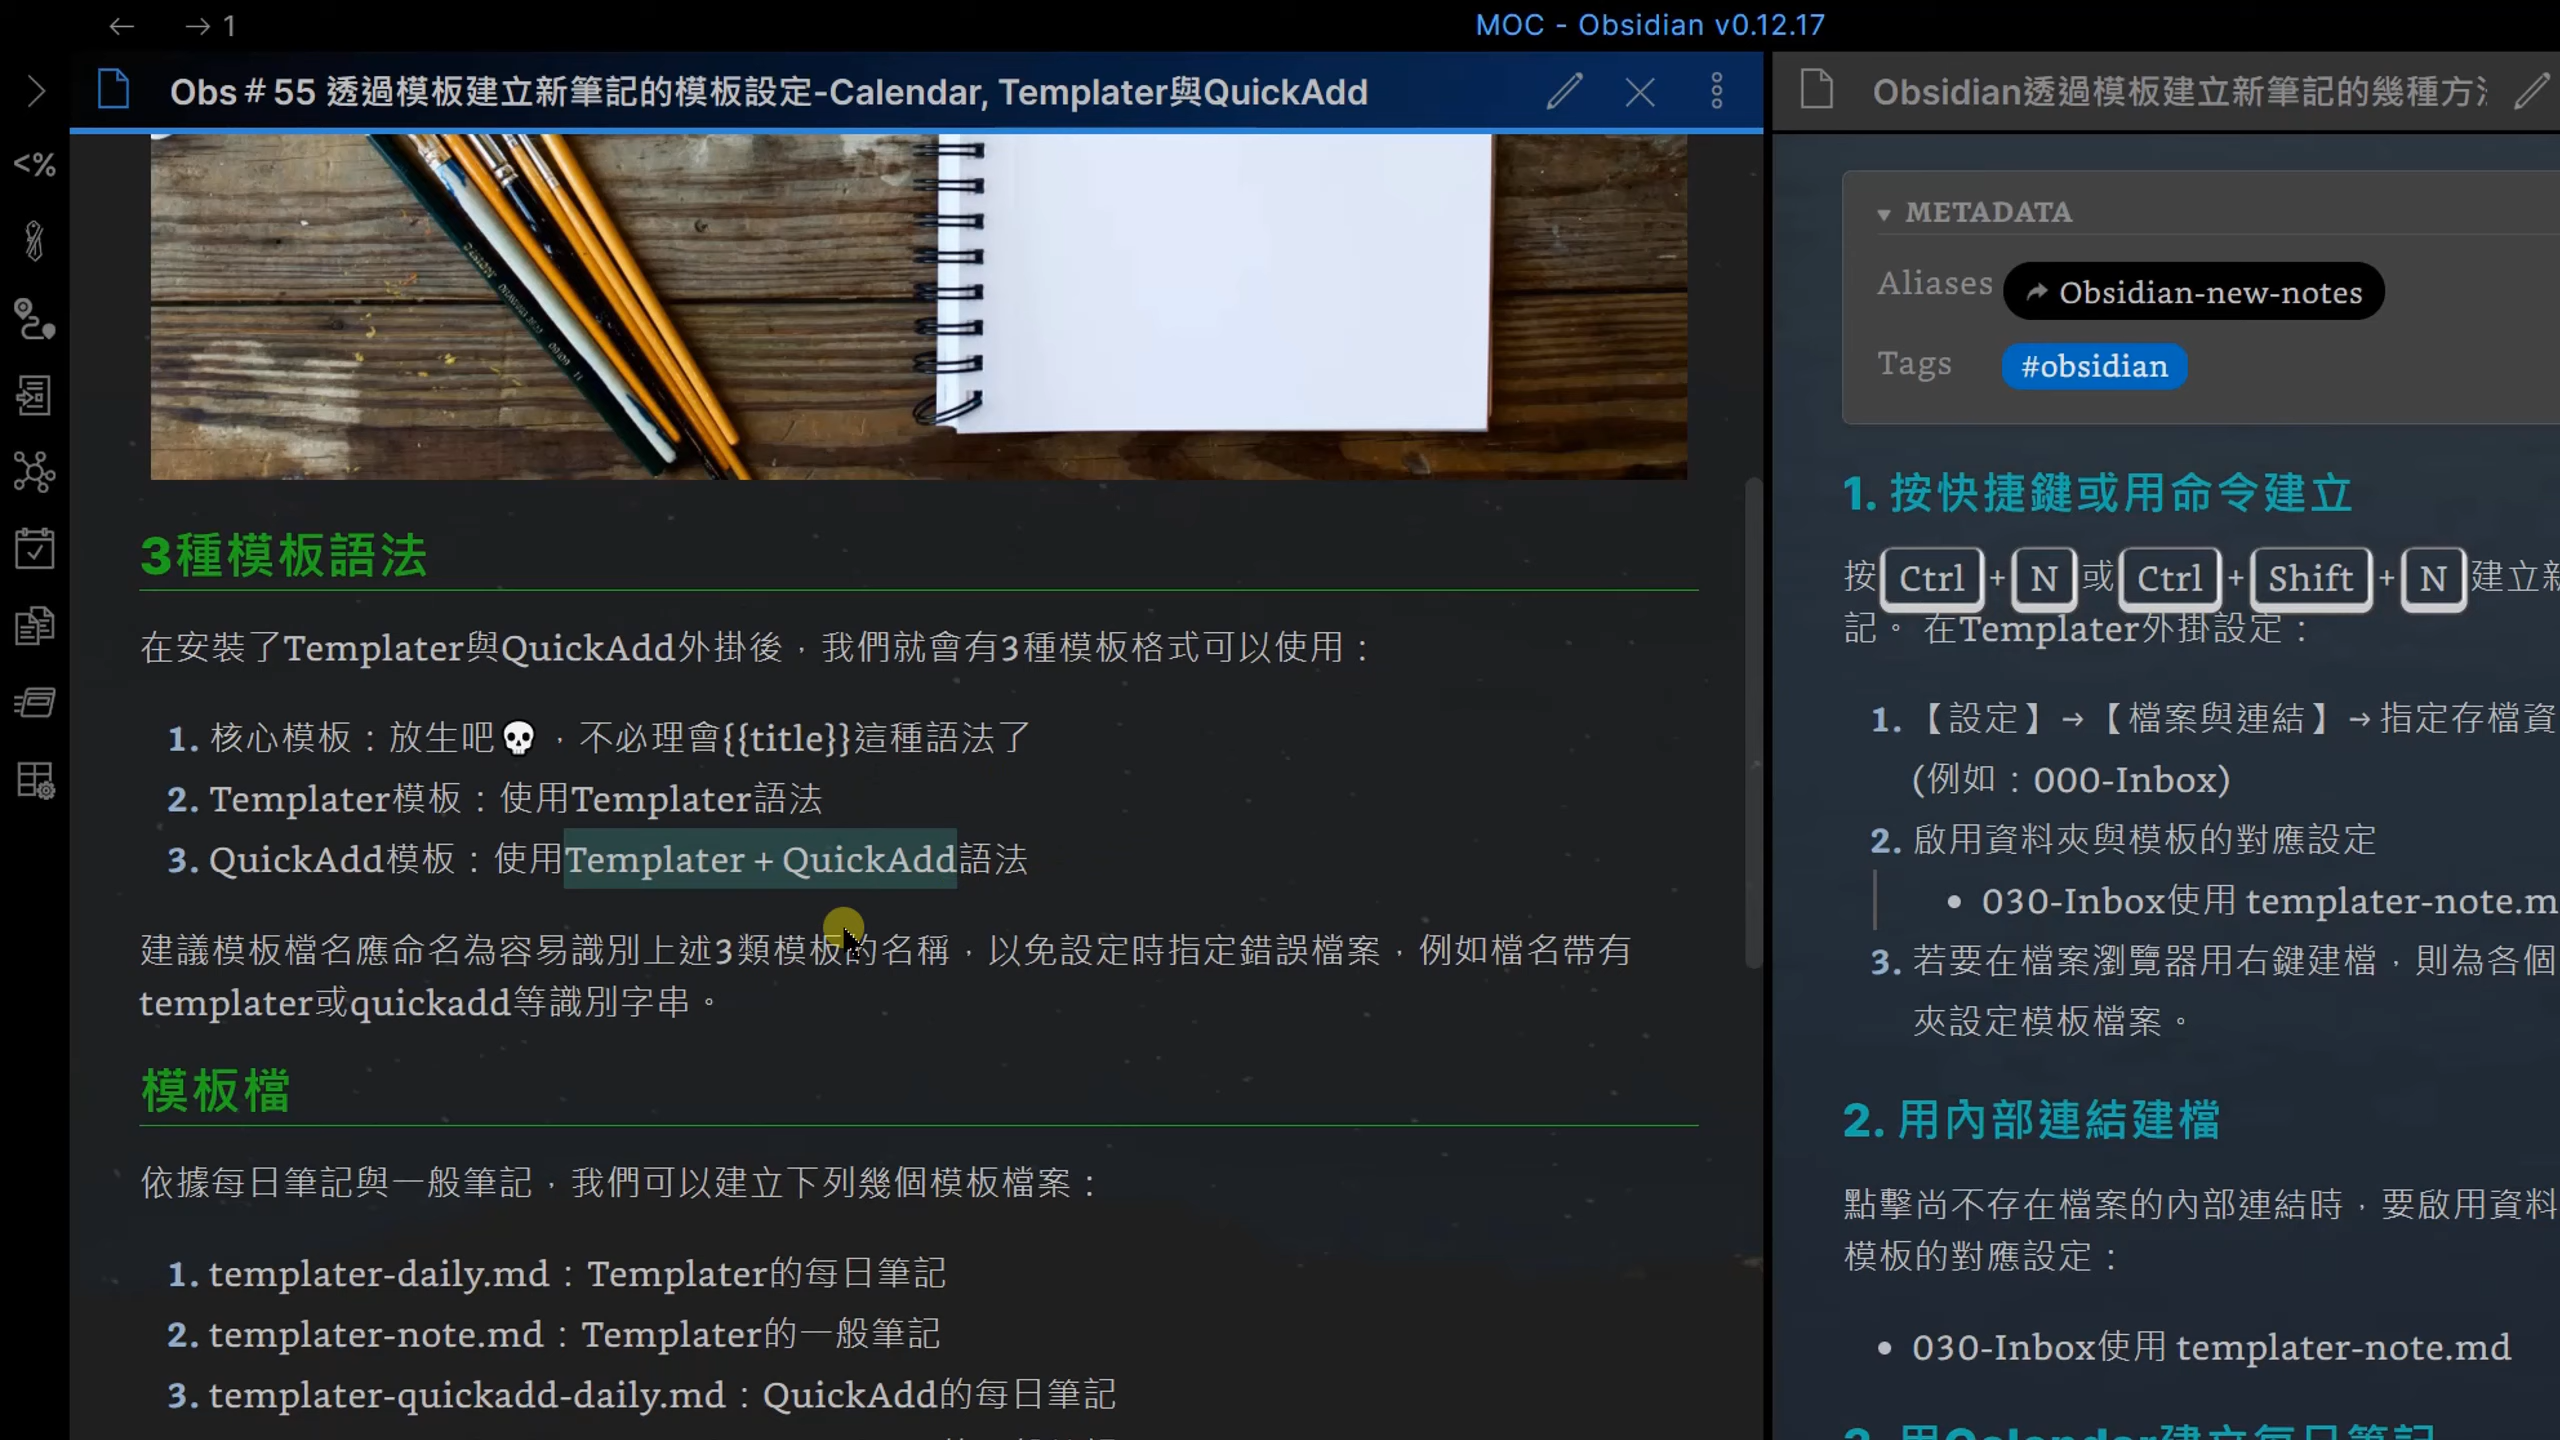 1
MOC - Obsidian v0.12.17
Obs＃55 透過模板建立新筆記的模板設定-Calendar, Templater與QuickAdd
<%
3種模板語法
在安裝了Templater與QuickAdd外掛後，我們就會有3種模板格式可以使用：
1. 核心模板：放生吧💀，不必理會{{title}}這種語法了
2. Templater模板：使用Templater語法
3. QuickAdd模板：使用Templater + QuickAdd語法
建議模板檔名應命名為容易識別上述3類模板的名稱，以免設定時指定錯誤檔案，例如檔名帶有
templater或quickadd等識別字串。
模板檔
依據每日筆記與一般筆記，我們可以建立下列幾個模板檔案：
1. templater-daily.md：Templater的每日筆記
2. templater-note.md：Templater的一般筆記
3. templater-quickadd-daily.md：QuickAdd的每日筆記
Obsidian透過模板建立新筆記的幾種方法
METADATA
Aliases Obsidian-new-notes
Tags #obsidian
1. 按快捷鍵或用命令建立
按 Ctrl + N 或 Ctrl + Shift + N 建立新
記。 在Templater外掛設定：
1. 【設定】→【檔案與連結】→指定存檔資
(例如：000-Inbox)
2. 啟用資料夾與模板的對應設定
• 030-Inbox使用 templater-note.m
3. 若要在檔案瀏覽器用右鍵建檔，則為各個
夾設定模板檔案。
2. 用內部連結建檔
點擊尚不存在檔案的內部連結時，要啟用資料
模板的對應設定：
• 030-Inbox使用 templater-note.md
3. 用Calendar建立每日筆記